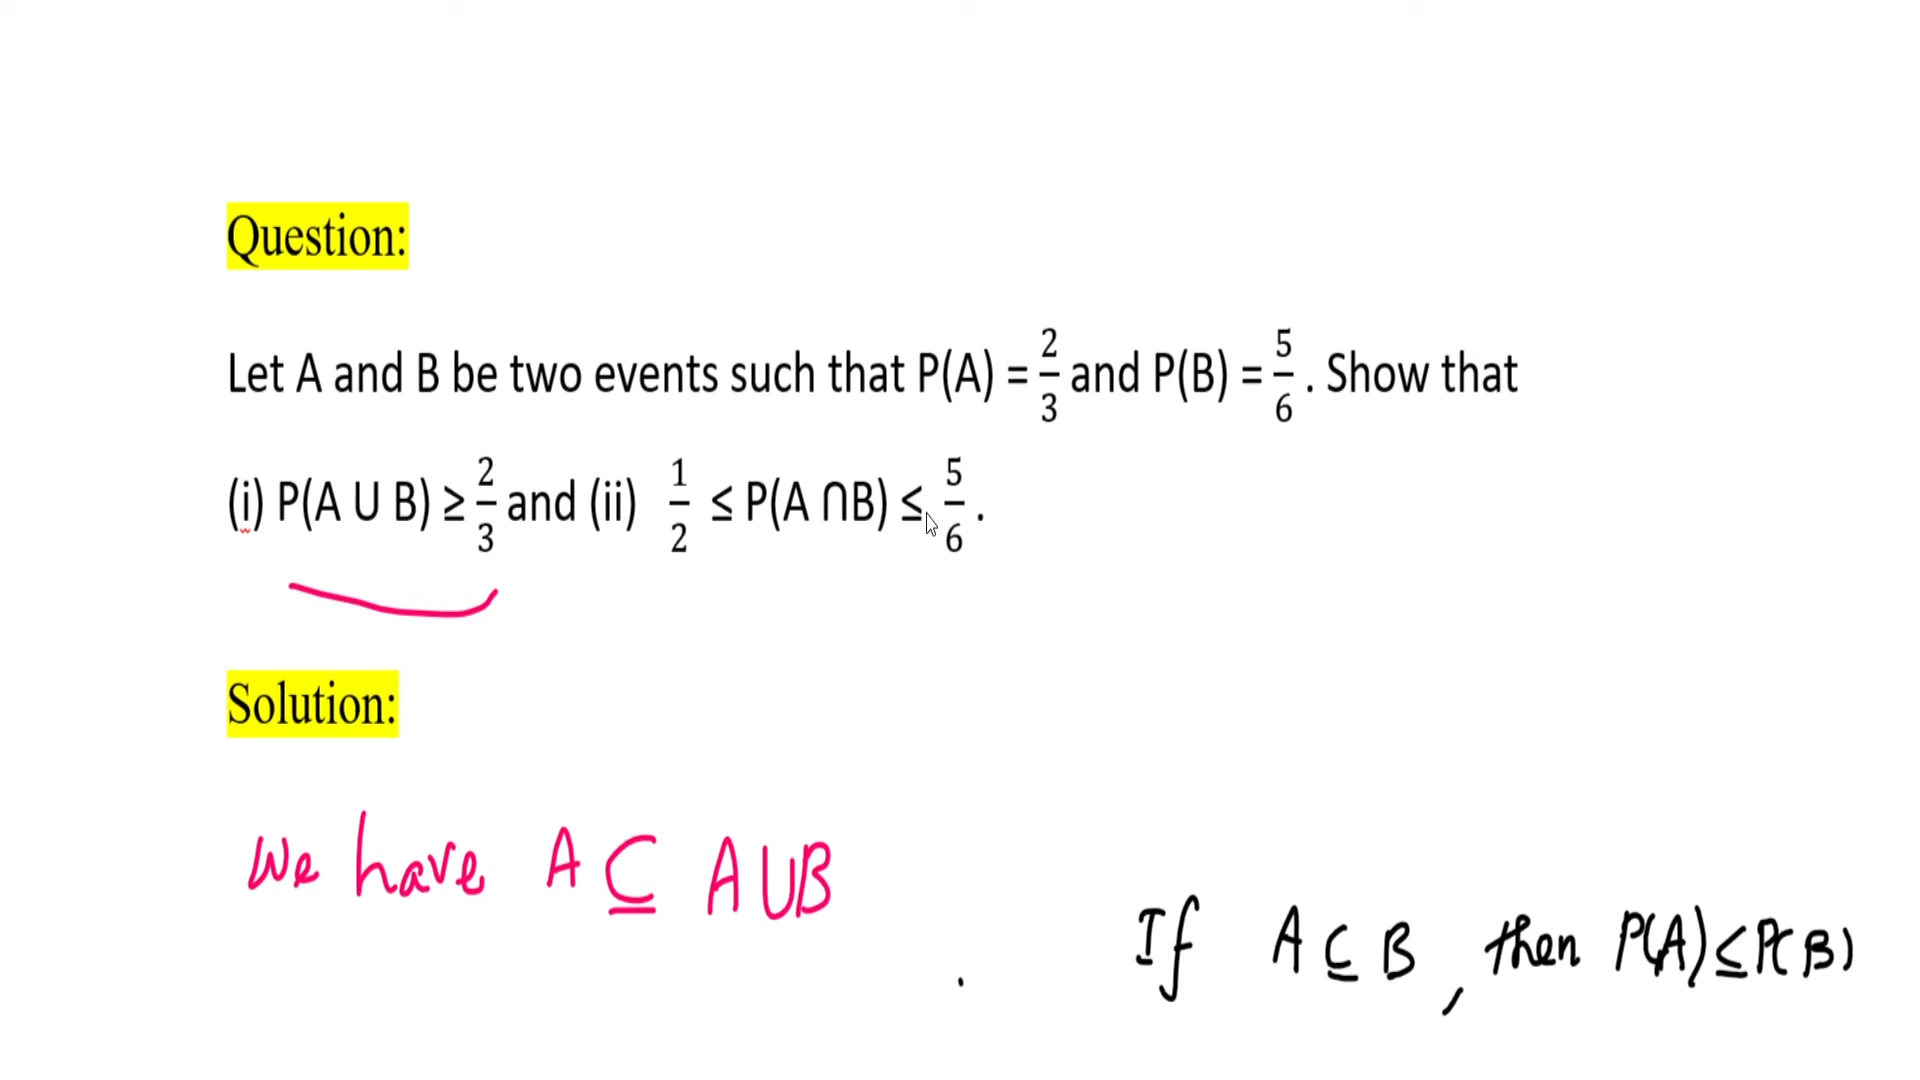 Question:
Let A and B be two events such that P(A) = 2/3 and P(B) = 5/6 . Show that
(i) P(A ∪ B) ≥ 2/3 and (ii) 1/2 ≤ P(A ∩B) ≤ 5/6 .
Solution:
We have A ⊆ A∪B
If A ⊆ B , then P(A) ≤ P(B)